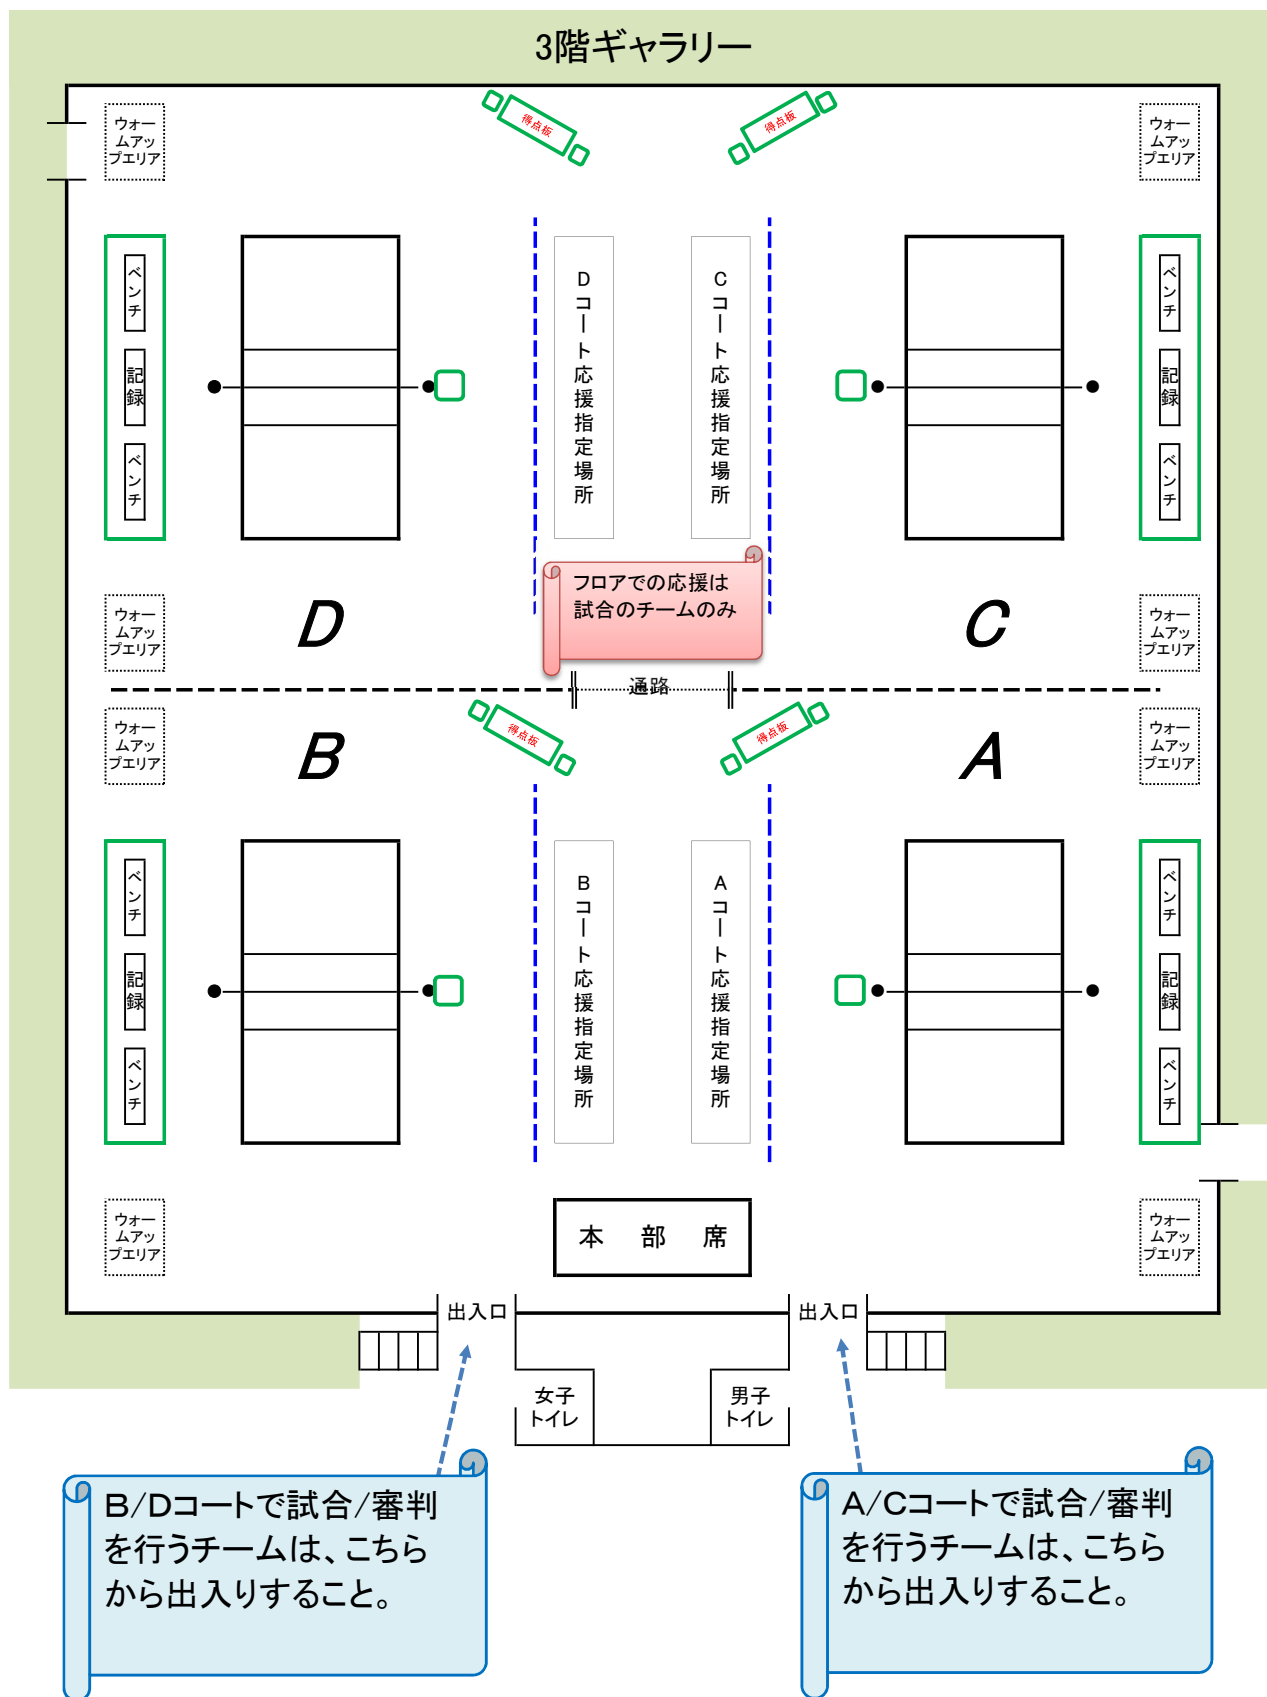 3階ギャラリー
ウォー
ムアッ
プエリア
得点板
得点板
ウォー
ムアッ
プエリア
ベンチ
記録
ベンチ
Dコート応援指定場所
Cコート応援指定場所
ベンチ
記録
ベンチ
フロアでの応援は
試合のチームのみ
ウォー
ムアッ
プエリア
D
C
ウォー
ムアッ
プエリア
通路
ウォー
ムアッ
プエリア
B
得点板
得点板
A
ウォー
ムアッ
プエリア
ベンチ
記録
ベンチ
Bコート応援指定場所
Aコート応援指定場所
ベンチ
記録
ベンチ
ウォー
ムアッ
プエリア
本部席
ウォー
ムアッ
プエリア
出入口
出入口
女子
トイレ
男子
トイレ
B/Dコートで試合/審判
を行うチームは、こちら
から出入りすること。
A/Cコートで試合/審判
を行うチームは、こちら
から出入りすること。